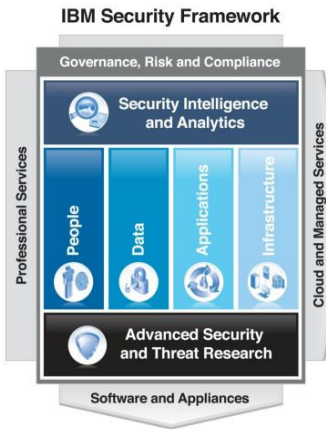 IBM Security Framework
Governance, Risk and Compliance
Security Intelligence
and Analytics
Professional Services
People
Data
Applications
Infrastructure
Cloud and Managed Services
Advanced Security
and Threat Research
Software and Appliances